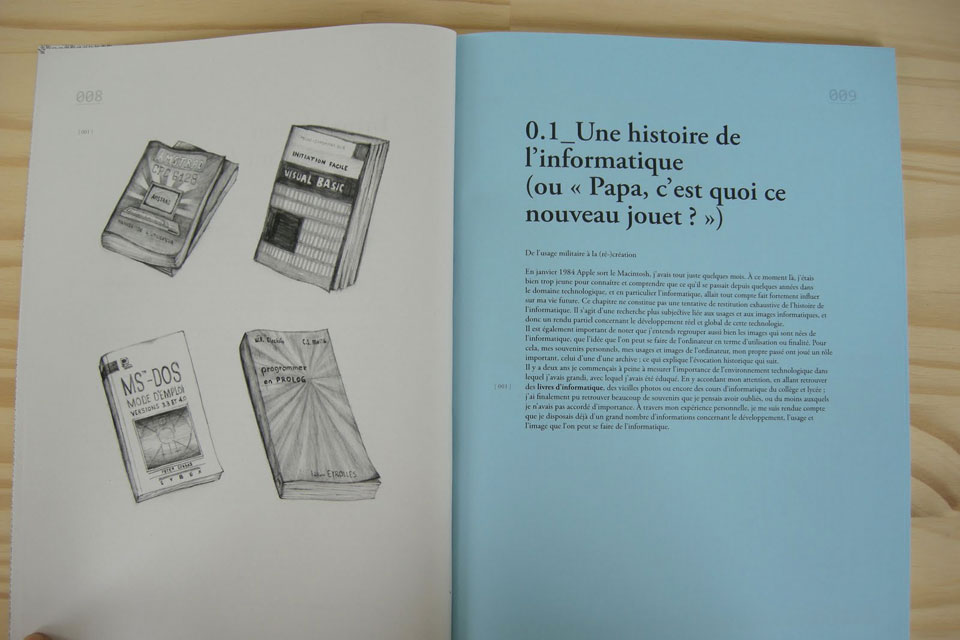 008
[001]
AMSTRAD
CPC 6128
AMSTRAD
INITIATION FACILE
VISUAL BASIC
MS-DOS
MODE D'EMPLOI
VERSIONS 3.3 ET 4.0
programmer
en PROLOG
EYROLLES
009
0.1_Une histoire de
l'informatique
(ou « Papa, c'est quoi ce
nouveau jouet ? »)
De l'usage militaire à la (ré-)création
En janvier 1984 Apple sort le Macintosh, j'avais tout juste quelques mots. À ce moment là, j'étais
bien trop jeune pour connaître et comprendre que ce qu'il se passait depuis quelques années dans
le domaine technologique, et en particulier l'informatique, allait tout compte fait fortement influer
sur ma vie future. Ce chapitre ne constitue pas une tentative de restitution exhaustive de l'histoire de
l'informatique. Il s'agit d'une recherche plus subjective liée aux usages et aux images informatiques, et
donc un rendu partiel concernant le développement réel et global de cette technologie.
Il est également important de noter que j'entends regrouper aussi bien les images qui sont nées de
l'informatique, que l'idée que l'on peut se faire de l'ordinateur en terme d'utilisation ou finalité. Pour
cela, mes souvenirs personnels, mes usages et images de l'ordinateur, mon propre passé ont joué un rôle
important, celui d'une d'une archive ; ce qui explique l'évocation historique qui suit.
Il y a deux ans je commençais à peine à mesurer l'importance de l'environnement technologique dans
lequel j'avais grandi, avec lequel j'avais été éduqué. En y accordant mon attention, en allant retrouver
[001] des livres d'informatique, des vieilles photos ou encore des cours d'informatique du collège et lycée ;
j'ai finalement pu retrouver beaucoup de souvenirs que je pensais avoir oubliés, ou du moins auxquels
je n'avais pas accordé d'importance. À travers mon expérience personnelle, je me suis rendue compte
que je disposais déjà d'un grand nombre d'informations concernant le développement, l'usage et
l'image que l'on peut se faire de l'informatique.